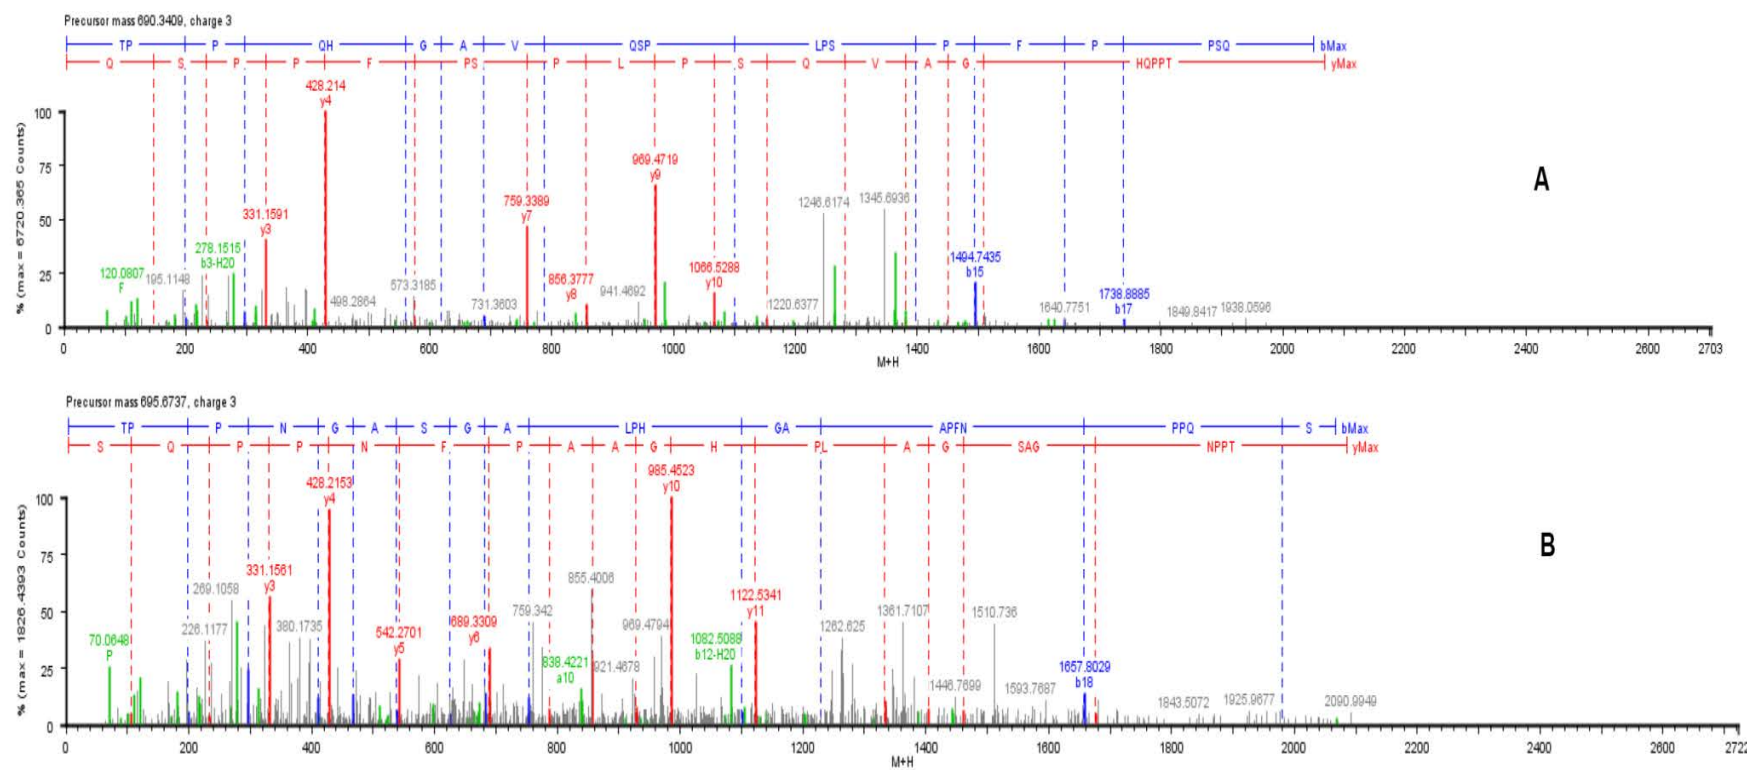 Precursor mass 690.3409, charge 3
TP P QH G A V QSP LPS P F P PSQ bMax
Q S P P F PS P L P S Q V A G HQPPT yMax
428.214
y4
969.4719
y9
1246.6174
1345.6936
A
331.1591
y3
759.3389
y7
278.1515
b3-H20
120.0807
F
195.1148
1494.7435
b15
856.3777
y8
1066.5288
y10
498.2864
573.3185
731.3603
941.4692
1220.6377
1640.7751
1738.8885
b17
1849.8417
1938.0596
100
75
50
25
0
% (max = 6720.365 Counts)
0 200 400 600 800 1000 1200 1400 1600 1800 2000 2200 2400 2600 2703
M+H
Precursor mass 695.6737, charge 3
TP P N G A S G A LPH GA APFN PPQ S bMax
S Q P P N F P A A G H PL A G SAG NPPT yMax
428.2153
y4
985.4523
y10
B
331.1561
y3
269.1058
226.1177
380.1735
70.0648
P
542.2701
y5
689.3309
y6
759.342
855.4006
838.4221
a10
921.4678
969.4794
1082.5088
b12-H20
1122.5341
y11
1262.625
1361.7107
1446.7699
1510.736
1593.7687
1657.8029
b18
1843.5072
1925.9677
2090.9949
100
75
50
25
0
% (max = 1826.4393 Counts)
0 200 400 600 800 1000 1200 1400 1600 1800 2000 2200 2400 2600 2722
M+H